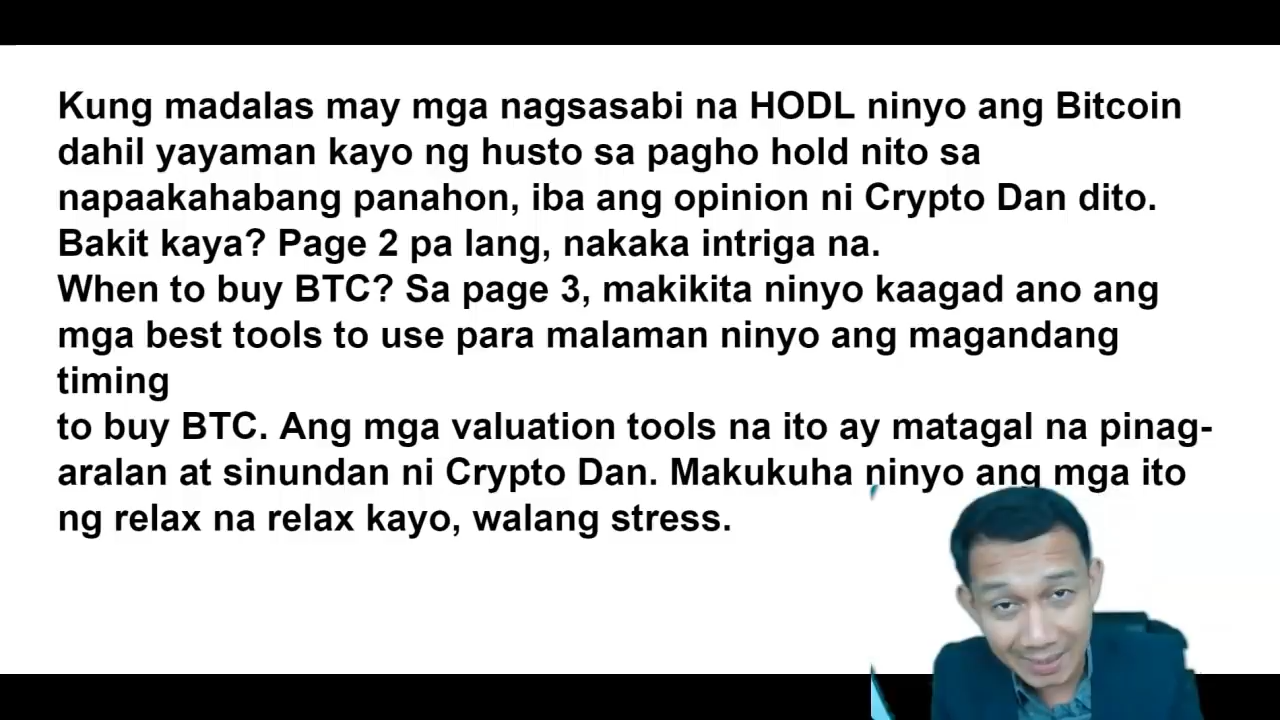 Kung madalas may mga nagsasabi na HODL ninyo ang Bitcoin
dahil yayaman kayo ng husto sa pagho hold nito sa
napaakahabang panahon, iba ang opinion ni Crypto Dan dito.
Bakit kaya? Page 2 pa lang, nakaka intriga na.
When to buy BTC? Sa page 3, makikita ninyo kaagad ano ang
mga best tools to use para malaman ninyo ang magandang
timing
to buy BTC. Ang mga valuation tools na ito ay matagal na pinag-
aralan at sinundan ni Crypto Dan. Makukuha ninyo ang mga ito
ng relax na relax kayo, walang stress.